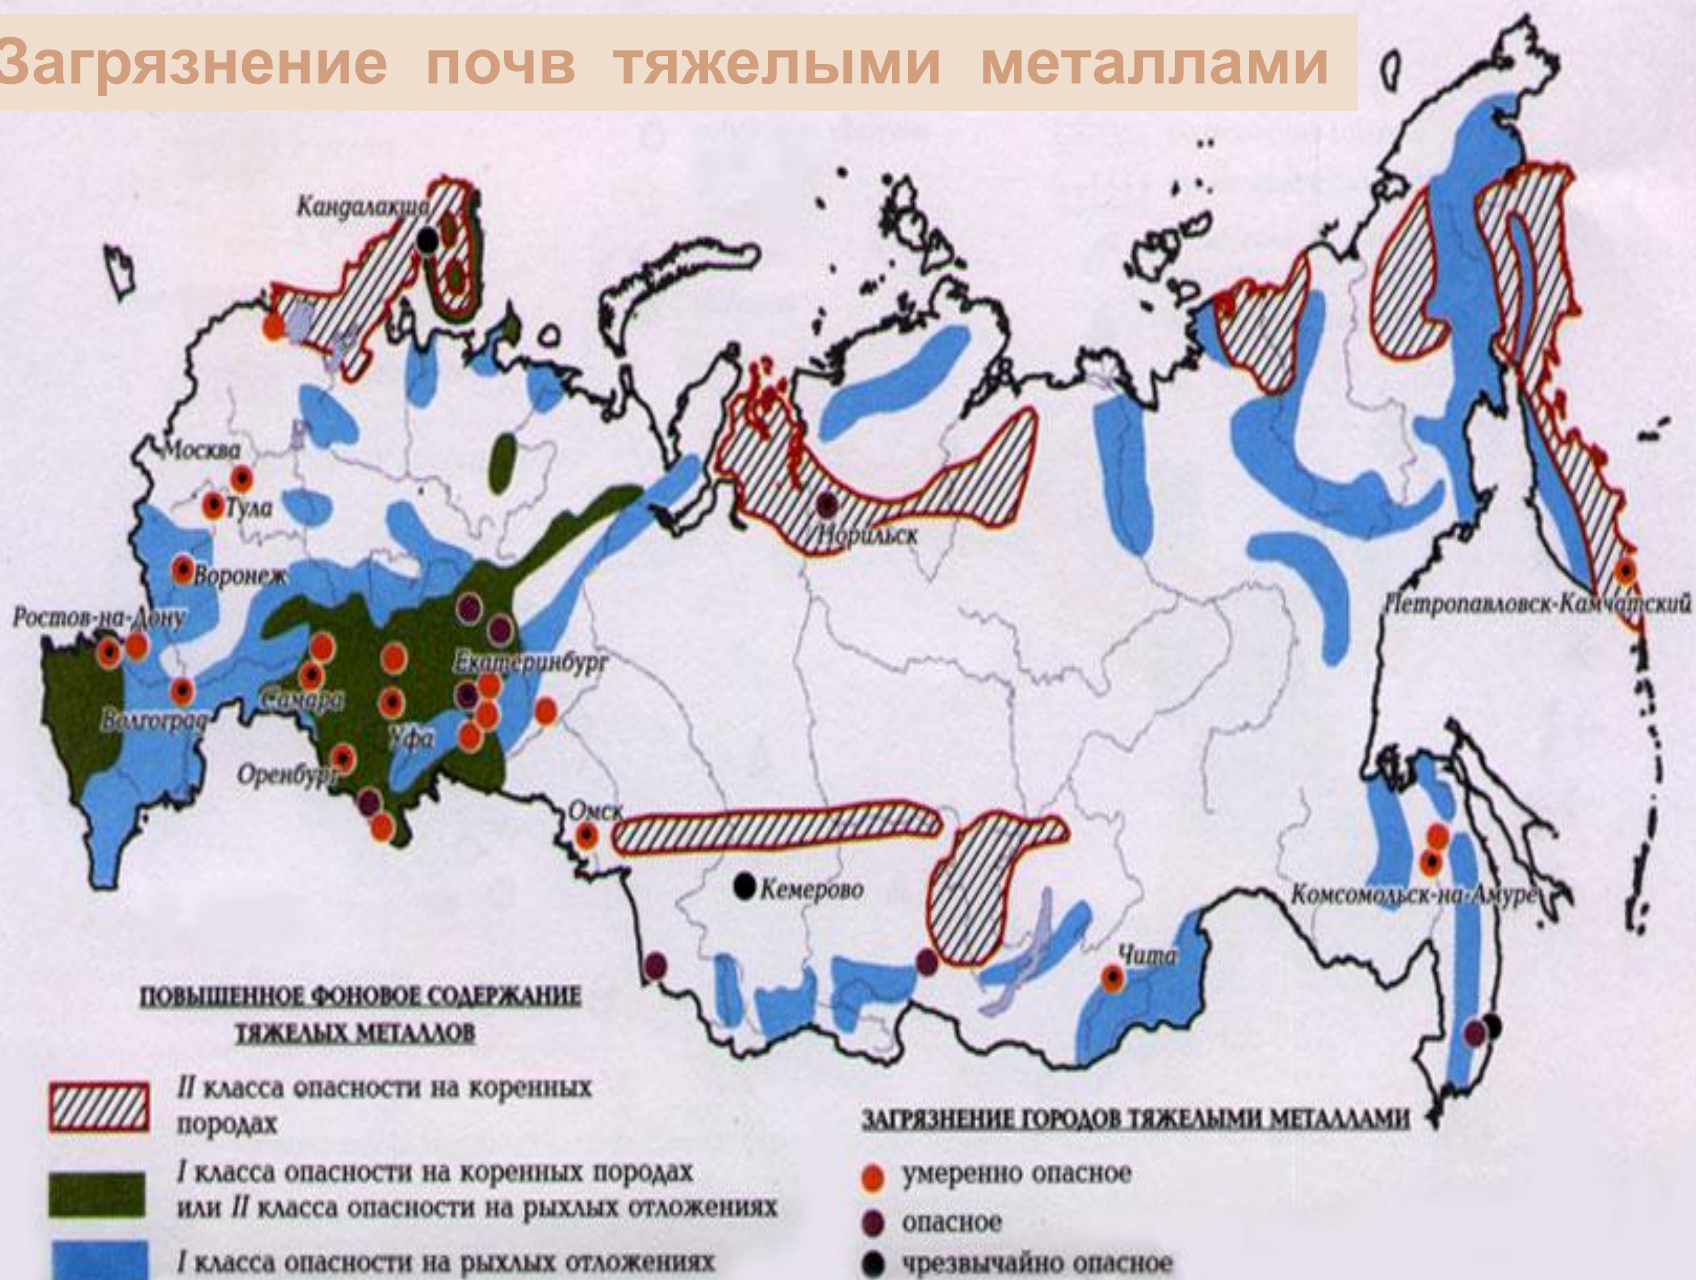 Загрязнение почв тяжелыми металлами
Кандалакша
Москва
Тула
Воронеж
Ростов-на-Дону
Волгоград
Самара
Екатеринбург
Уфа
Оренбург
Омск
Кемерово
Норильск
Петропавловск-Камчатский
Комсомольск-на-Амуре
Чита
ПОВЫШЕННОЕ ФОНОВОЕ СОДЕРЖАНИЕ
ТЯЖЕЛЫХ МЕТАЛЛОВ
II класса опасности на коренных
породах
I класса опасности на коренных породах
или II класса опасности на рыхлых отложениях
I класса опасности на рыхлых отложениях
ЗАГРЯЗНЕНИЕ ГОРОДОВ ТЯЖЕЛЫМИ МЕТАЛЛАМИ
умеренно опасное
опасное
чрезвычайно опасное